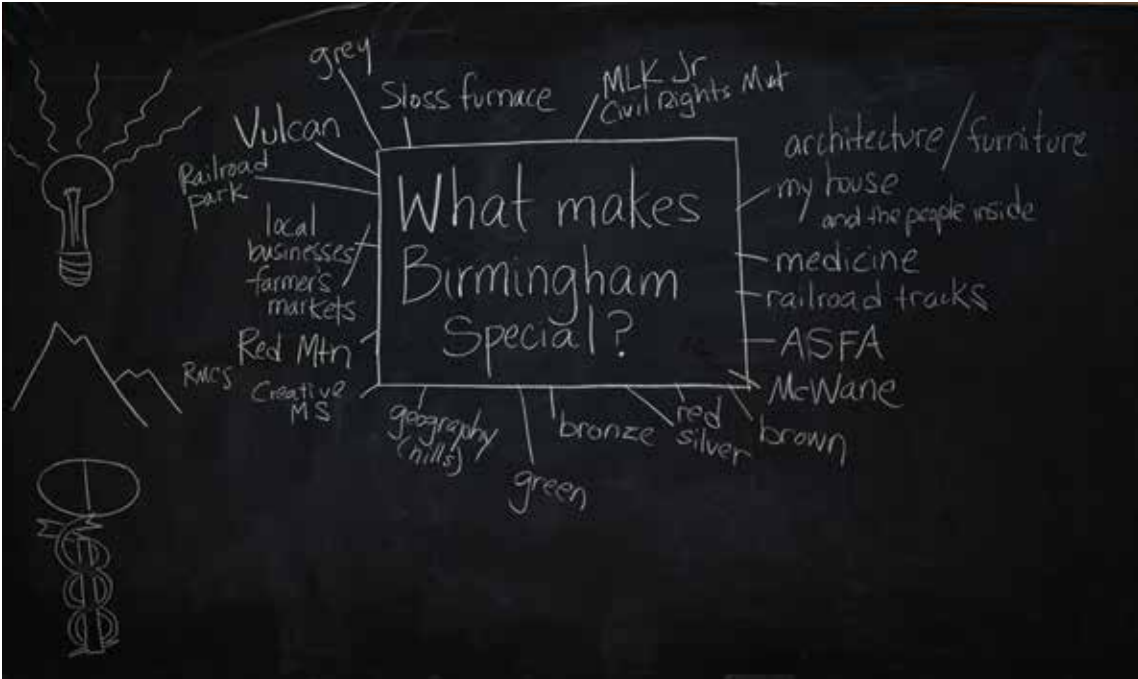 grey
Sloss furnace
MLK Jr
Civil Rights Mvt
Vulcan
Railroad
park
local
businesses
farmer's
markets
Red Mtn
RMCS
Creative
MS
What makes
Birmingham
Special?
architecture/furniture
my house
and the people inside
medicine
railroad tracks
ASFA
McWane
geography
(hills)
green
bronze
red
silver
brown